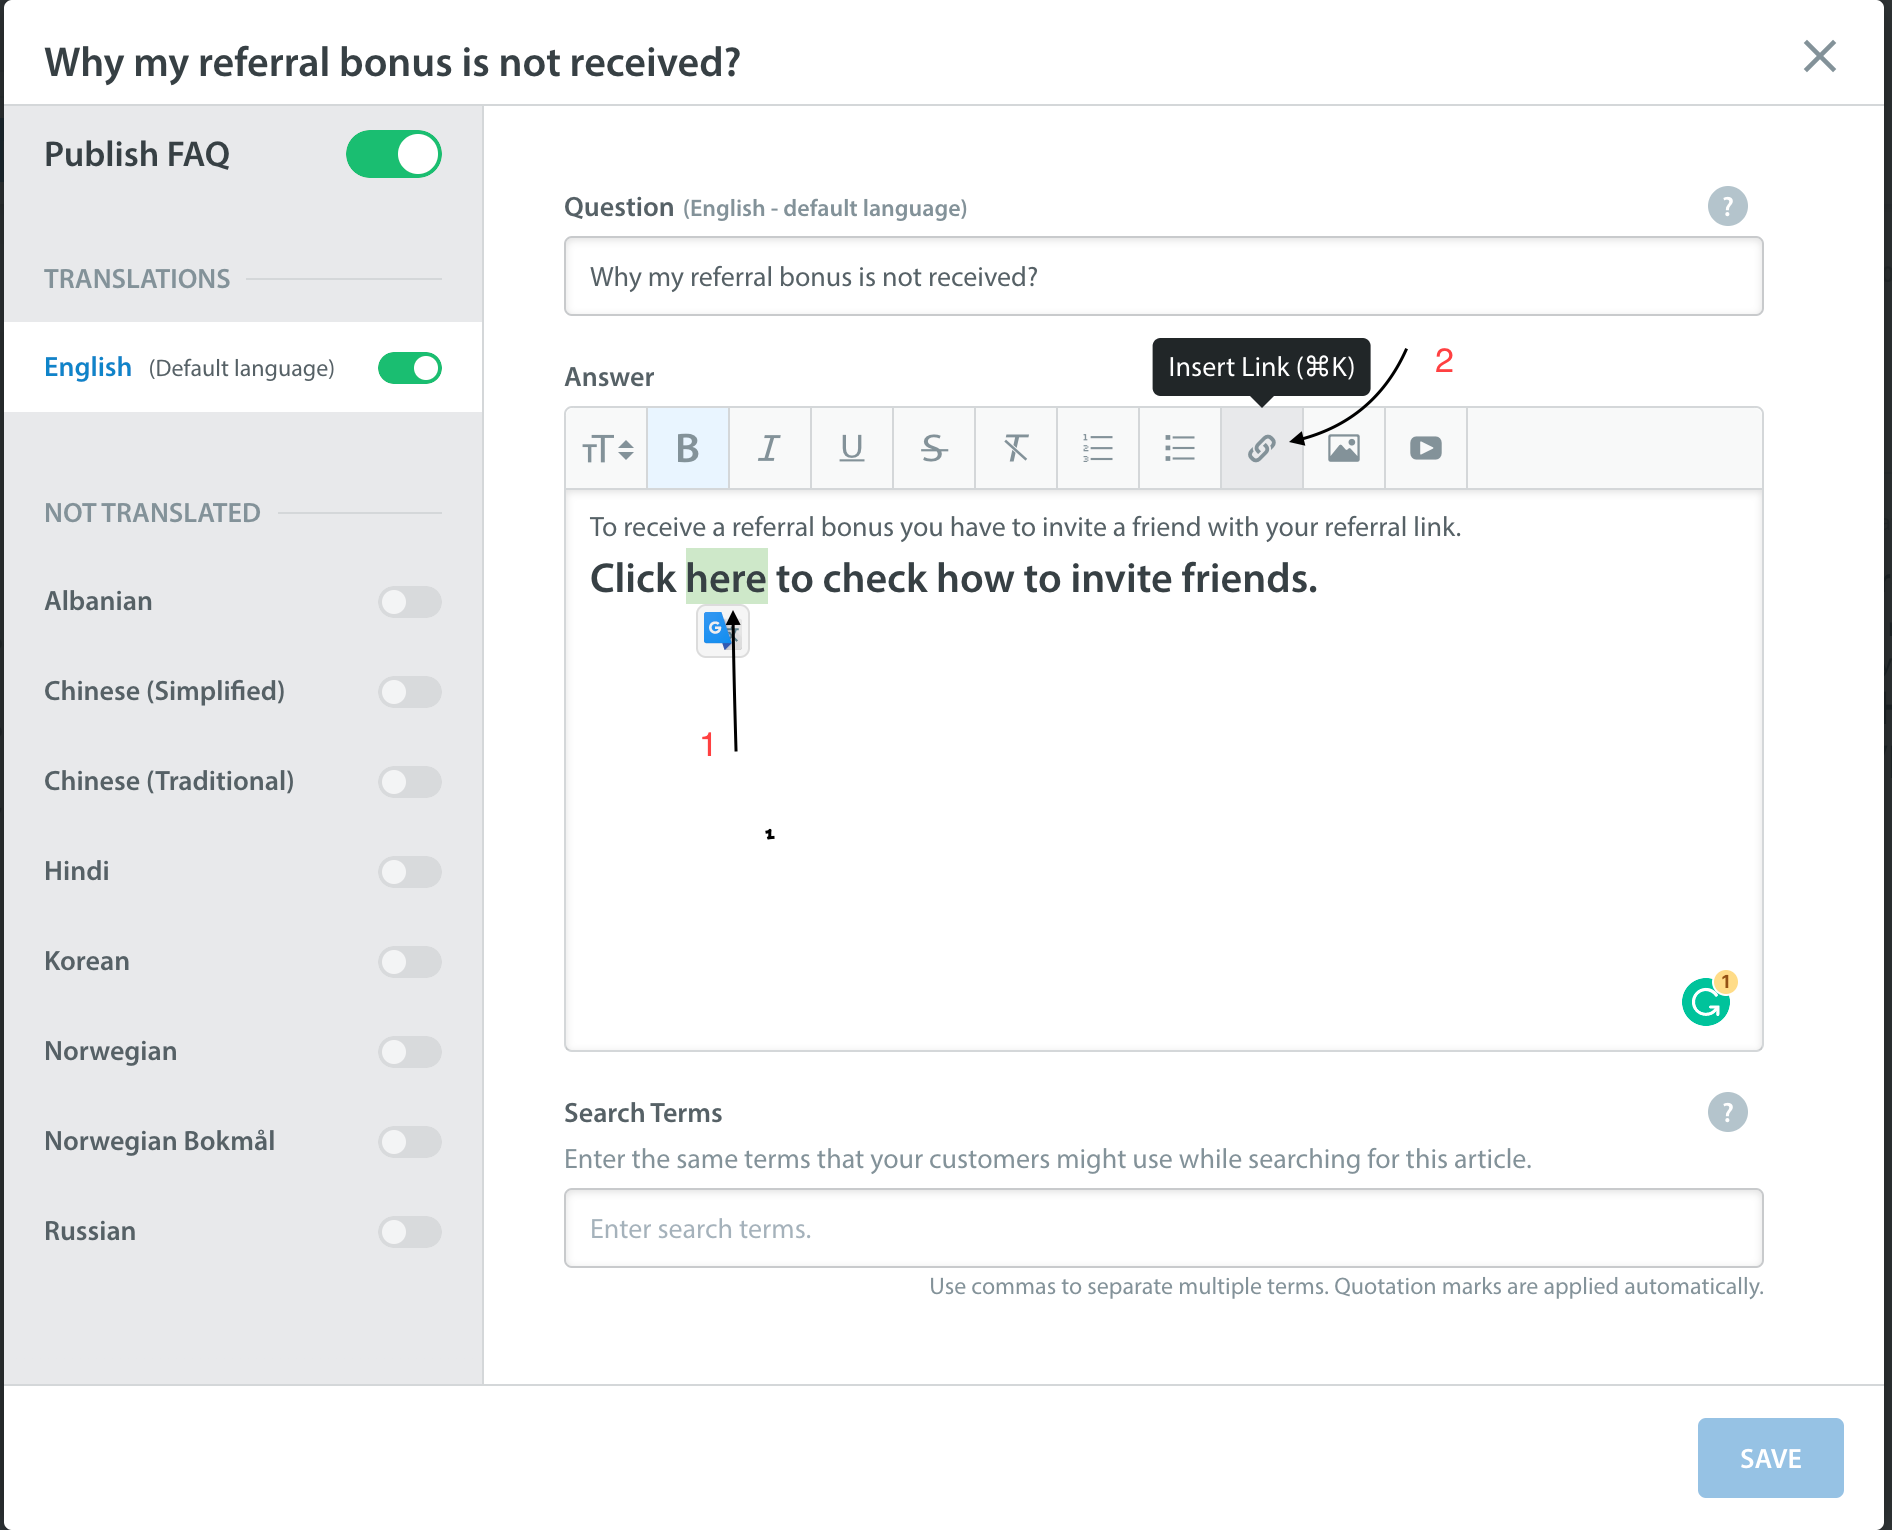 Why my referral bonus is not received?
Publish FAQ
TRANSLATIONS
English (Default language)
NOT TRANSLATED
Albanian
Chinese (Simplified)
Chinese (Traditional)
Hindi
Korean
Norwegian
Norwegian Bokmål
Russian
Question (English - default language)
?
Why my referral bonus is not received?
Answer
Insert Link (⌘K)
2
To receive a referral bonus you have to invite a friend with your referral link.
Click here to check how to invite friends.
1
1
1
Search Terms
?
Enter the same terms that your customers might use while searching for this article.
Enter search terms.
Use commas to separate multiple terms. Quotation marks are applied automatically.
SAVE